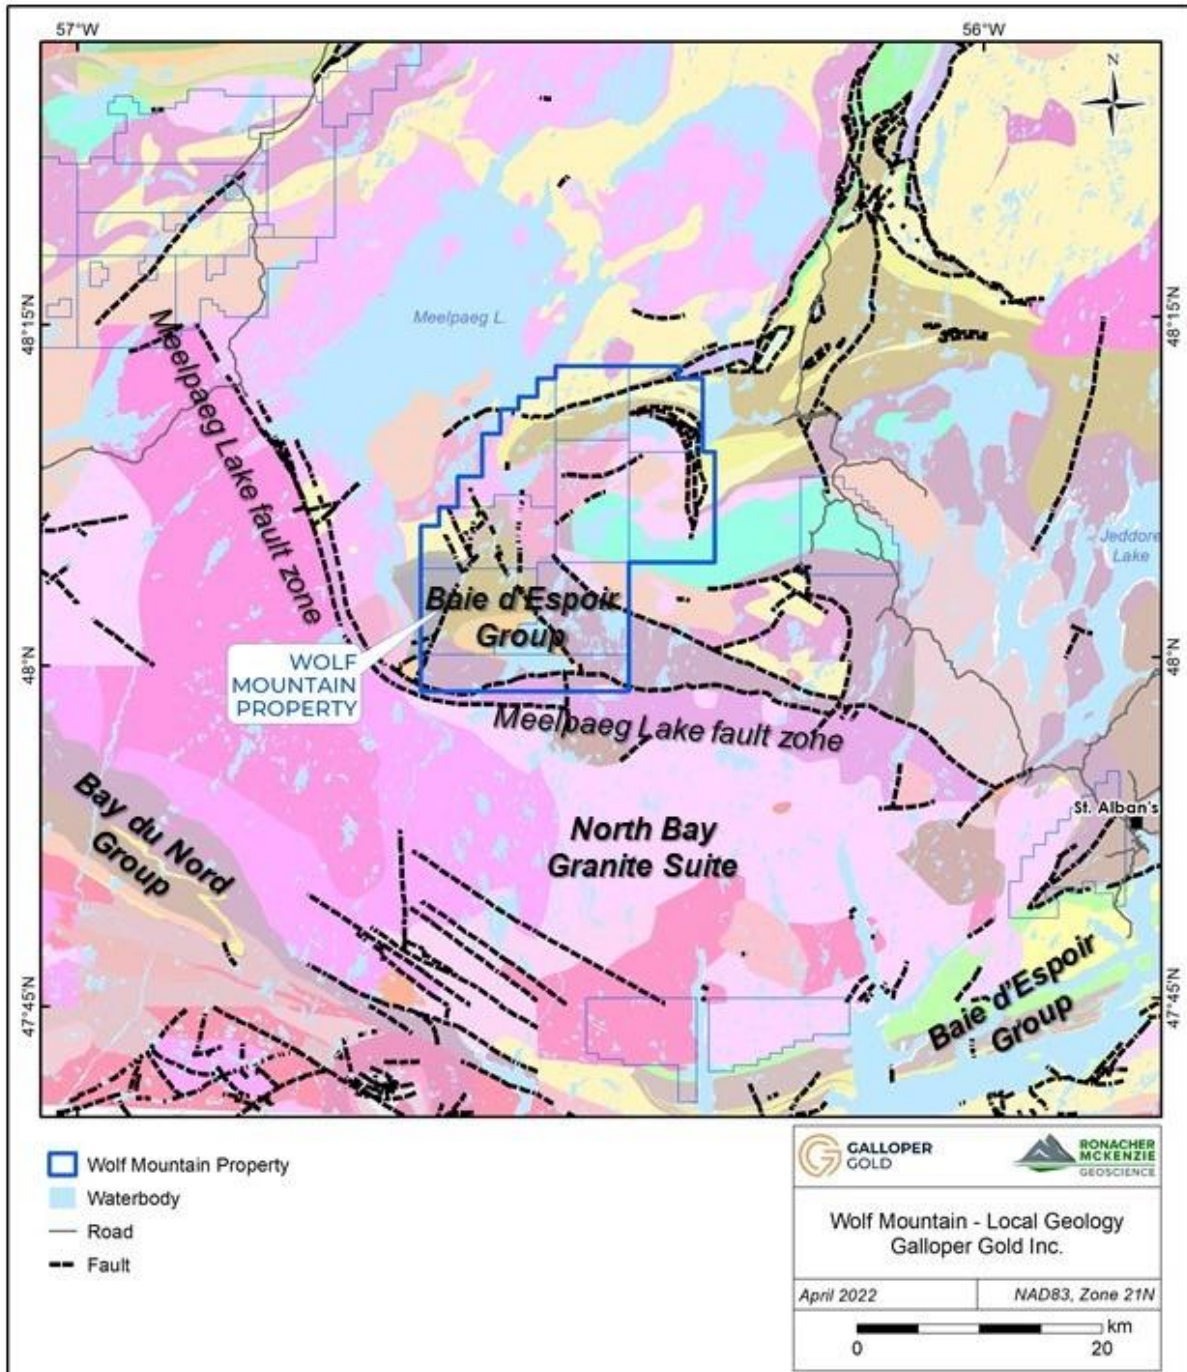 57°W
56°W
N
48°15'N
48°15'N
Meelpaeg L.
Meelpaeg Lake fault zone
Jeddore
Lake
Baie d'Espoir
Group
48°N
48°N
WOLF
MOUNTAIN
PROPERTY
Meelpaeg Lake fault zone
Bay du Nord
Group
North Bay
Granite Suite
St. Alban's
Baie d'Espoir
Group
47°45'N
47°45'N
Wolf Mountain Property
Waterbody
Road
Fault
GALLOPER
GOLD
RONACHER
MCKENZIE
GEOSCIENCE
Wolf Mountain - Local Geology
Galloper Gold Inc.
April 2022
NAD83, Zone 21N
km
0
20